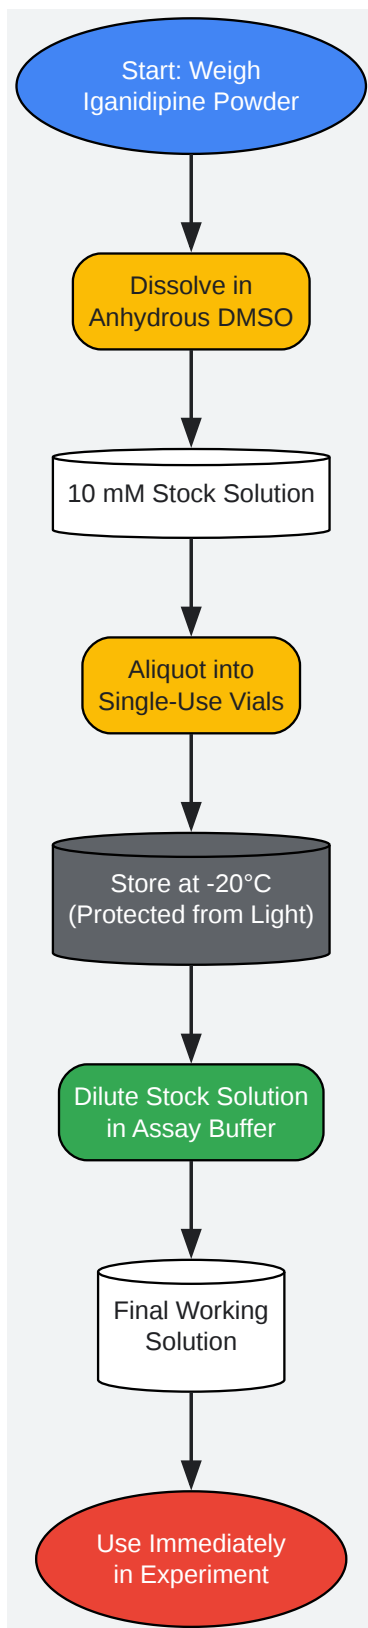 Start: Weigh
Iganidipine Powder
Dissolve in
Anhydrous DMSO
10 mM Stock Solution
Aliquot into
Single-Use Vials
Store at -20°C
(Protected from Light)
Dilute Stock Solution
in Assay Buffer
Final Working
Solution
Use Immediately
in Experiment